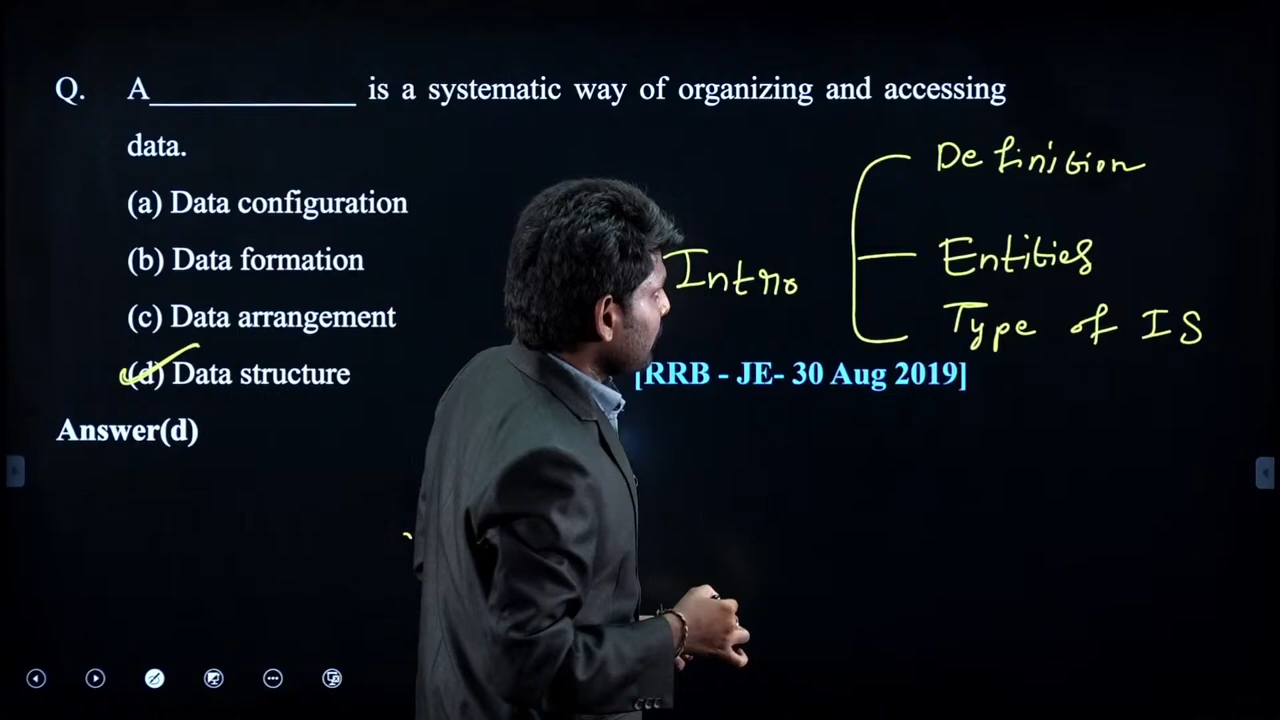 Q. A_____________ is a systematic way of organizing and accessing
data.
(a) Data configuration
(b) Data formation
(c) Data arrangement
(d) Data structure
[RRB - JE- 30 Aug 2019]
Answer(d)
Intro
Definition
Entities
Type of IS